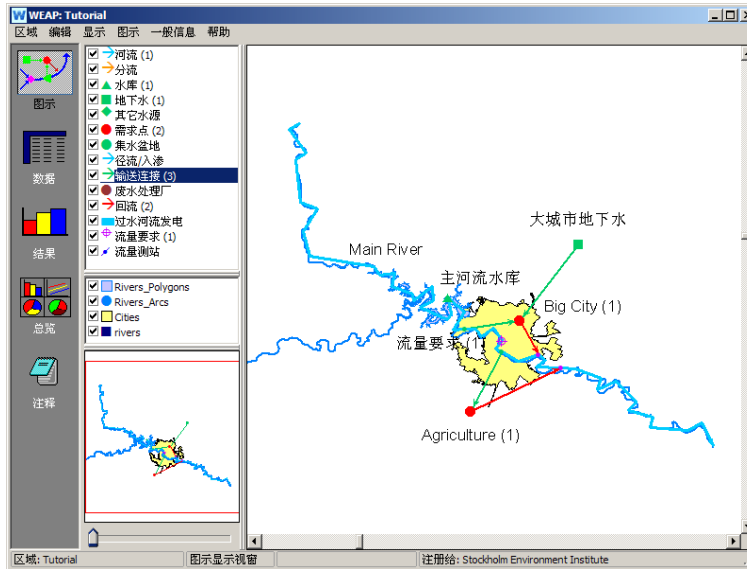 WEAP: Tutorial
区域 编辑 显示 图示 一般信息 帮助
图示
数据
结果
总览
注释
河流 (1)
分流
水库 (1)
地下水 (1)
其它水源
需求点 (2)
集水盆地
径流/入渗
输送连接 (3)
废水处理厂
回流 (2)
过水河流发电
流量要求 (1)
流量测站
Rivers_Polygons
Rivers_Arcs
Cities
rivers
大城市地下水
Main River
主河流水库
Big City (1)
流量要求 (1)
Agriculture (1)
区域: Tutorial 图示显示视窗 注册给: Stockholm Environment Institute